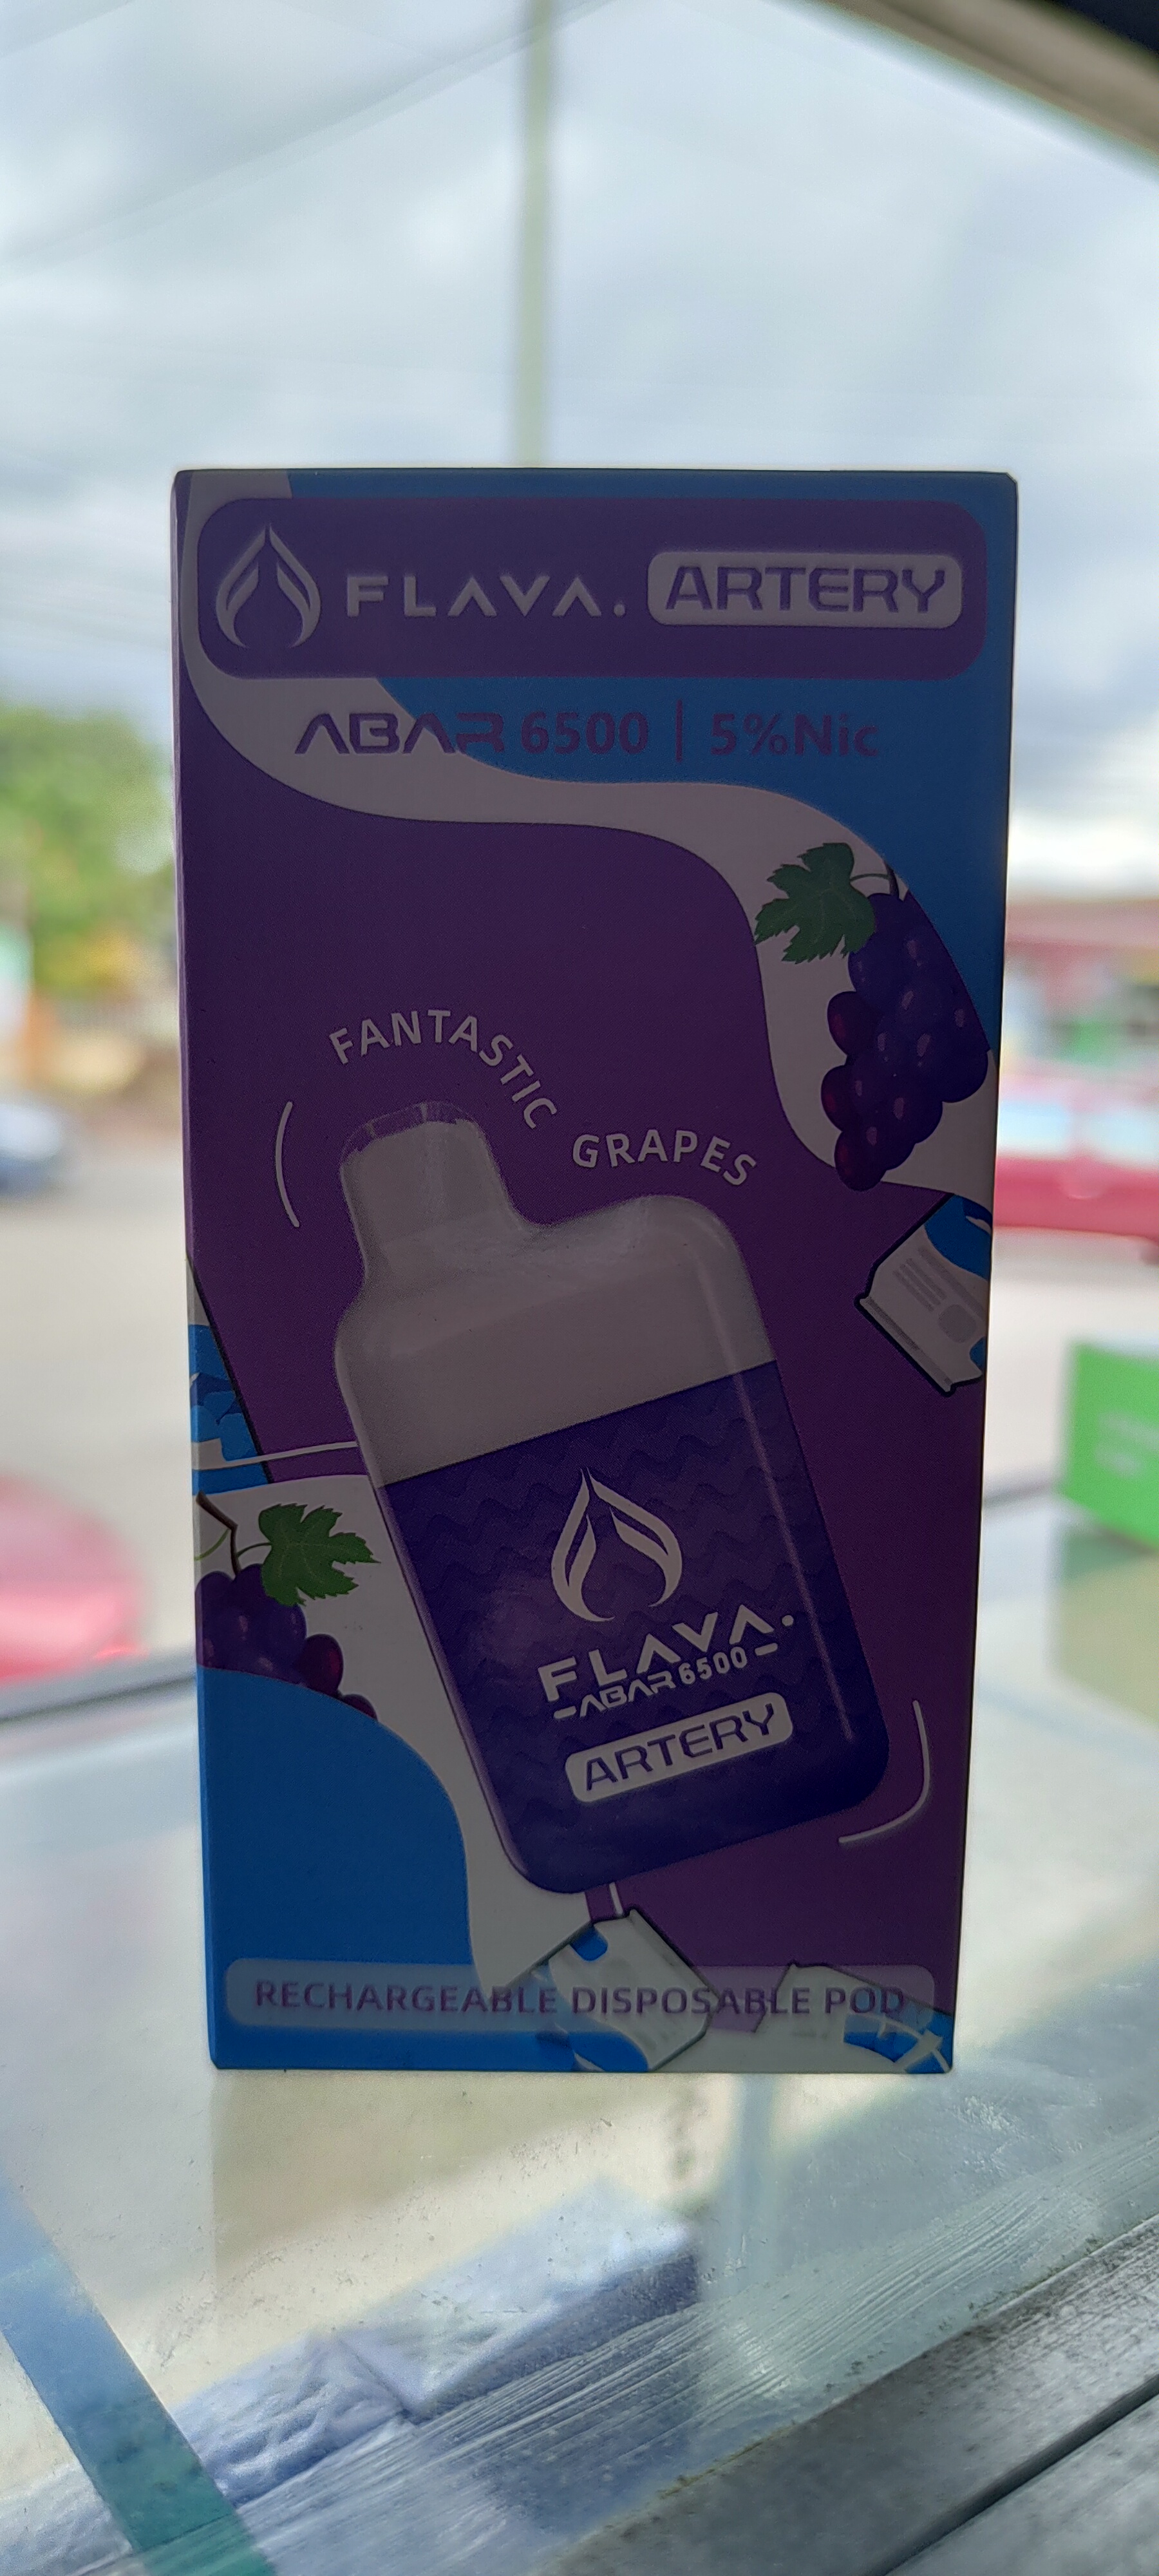 FLAVA. ARTERY
ABAR 6500 | 5%Nic
FANTASTIC GRAPES
FLAVA.
-ABAR 6500-
ARTERY
RECHARGEABLE DISPOSABLE POD